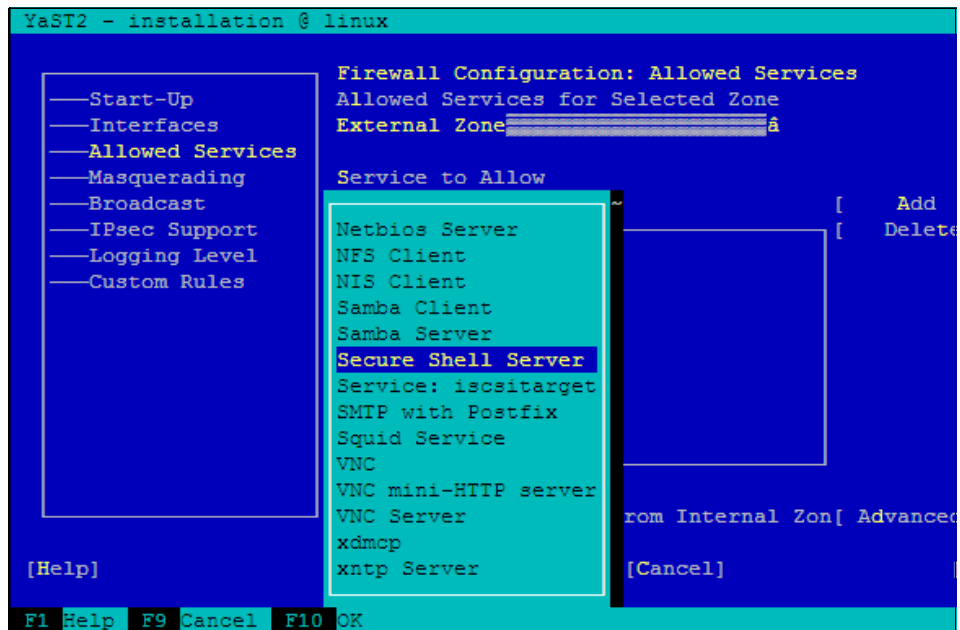 YaST2 - installation @ linux
Firewall Configuration: Allowed Services
Start-Up
Allowed Services for Selected Zone
Interfaces
External Zone â
Allowed Services
Masquerading
Service to Allow
Broadcast
~ [ Add
IPsec Support
Netbios Server
[ Delete
Logging Level
NFS Client
Custom Rules
NIS Client
Samba Client
Samba Server
Secure Shell Server
Service: iscsitarget
SMTP with Postfix
Squid Service
VNC
VNC mini-HTTP server
VNC Server
rom Internal Zon[ Advanced
xdmcp
[Help]
xntp Server
[Cancel] [
F1 Help F9 Cancel F10 OK